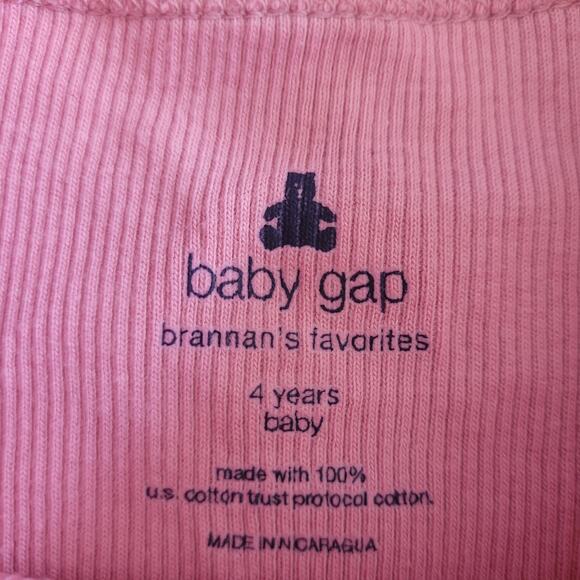 baby gap
brannan's favorites
4 years
baby
made with 100%
u.s. cotton trust protocol cotton.
MADE IN NICARAGUA